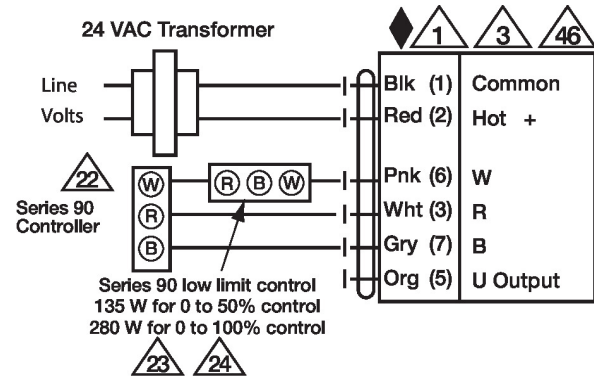 24 VAC Transformer
1 3 46
Line
Volts
Blk (1) Common
Red (2) Hot +
22
Series 90
Controller
W
R
B
R B W
Pnk (6) W
Wht (3) R
Gry (7) B
Org (5) U Output
Series 90 low limit control
135 W for 0 to 50% control
280 W for 0 to 100% control
23 24